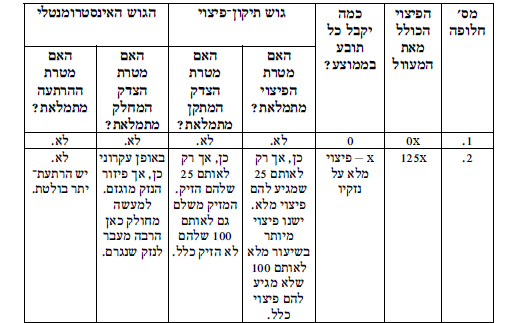 מס'
חלופה
הפיצוי
הכולל
מאת
המעוול
כמה
יקבל כל
תובע
בממוצע?
גוש תיקון-פיצוי
הגוש האינסטרומנטלי
האם
מטרת
הפיצוי
מתמלאת?
האם
מטרת
הצדק
המתקן
מתמלאת?
האם
מטרת
הצדק
המחלק
מתמלאת?
האם
מטרת
ההרתעה
מתמלאת?
1.
0x
0
לא.
לא.
לא.
לא.
2.
125x
x – פיצוי
מלא על
נזקיו
כן, אך רק
לאותם 25
שמגיע להם
פיצוי מלא.
ישנו פיצוי
מיותר
בשיעור מלא
לאותם 100
שלא מגיע
להם פיצוי
כלל.
כן, אך רק
לאותם 25
שלהם הזיק.
המזיק משלם
גם לאותם
100 שלהם
לא הזיק כלל.
באופן עקרוני
כן, אך פיזור
הנזק מוגזם.
למעשה
מחולק כאן
הרבה מעבר
לנזק שנגרם.
לא.
יש הרתעת-
יתר בולטת.